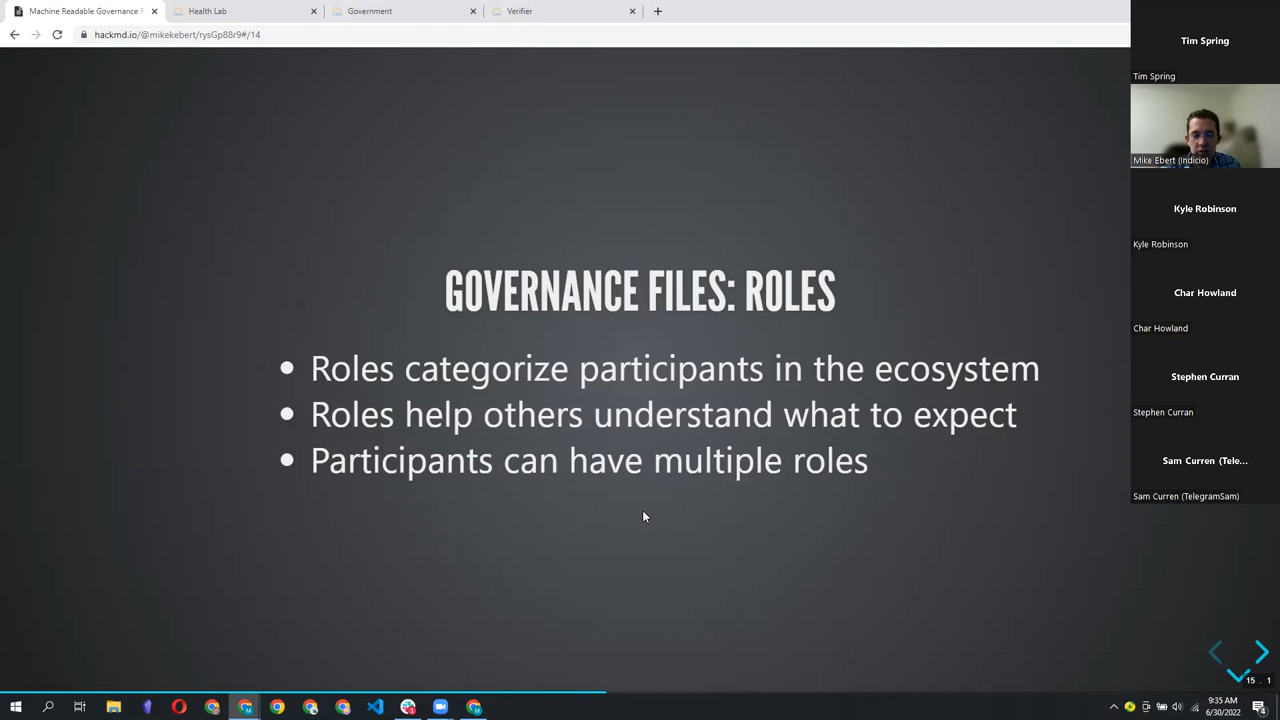 Machine Readable Governance F
Health Lab
Government
Verifier
hackmd.io/@mikekebert/rysGp88r9#/14
GOVERNANCE FILES: ROLES
• Roles categorize participants in the ecosystem
• Roles help others understand what to expect
• Participants can have multiple roles
15 . 1
Tim Spring
Tim Spring
Mike Ebert (Indicio)
Kyle Robinson
Kyle Robinson
Char Howland
Char Howland
Stephen Curran
Stephen Curran
Sam Curren (Tele...
Sam Curren (TelegramSam)
9:35 AM
6/30/2022
4